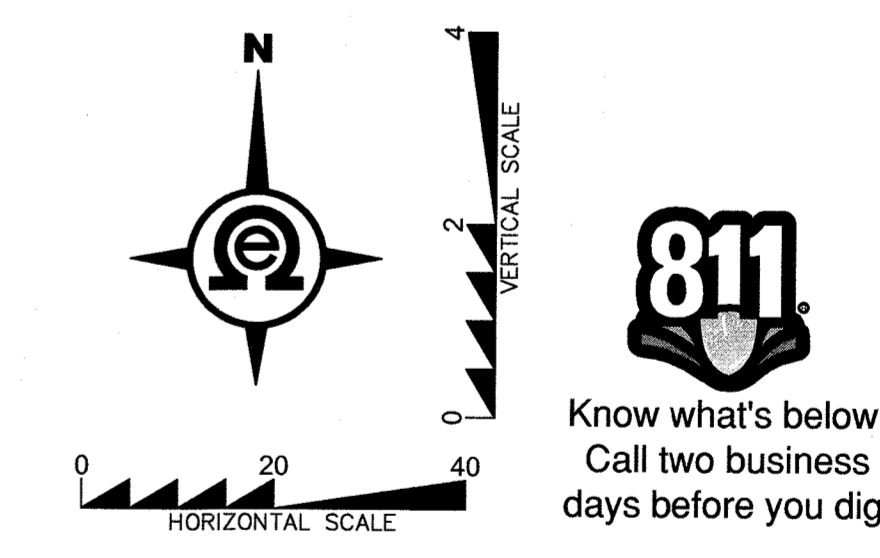 N
4
2
0
VERTICAL SCALE
0 20 40
HORIZONTAL SCALE
e
811
Know what's below
Call two business
days before you dig